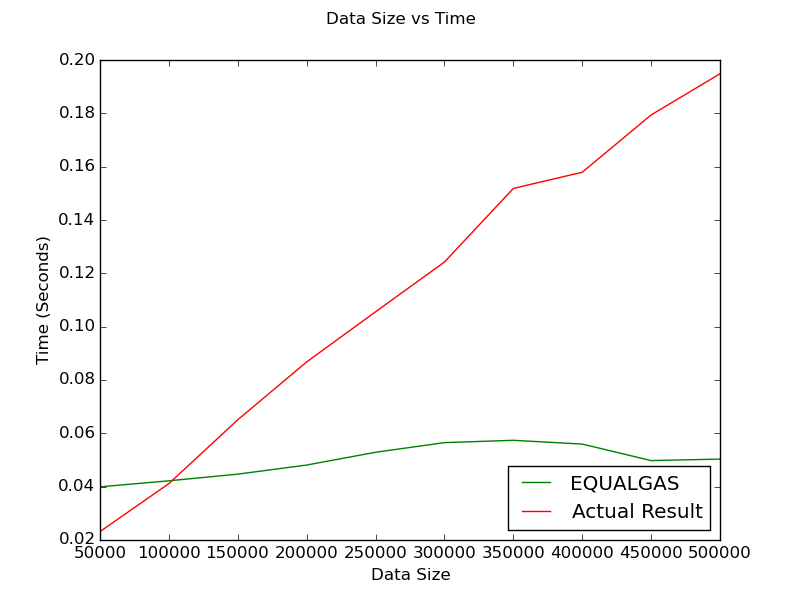 Data Size vs Time
Time (Seconds)
0.20
0.18
0.16
0.14
0.12
0.10
0.08
0.06
0.04
0.02
EQUALGAS
Actual Result
50000 100000 150000 200000 250000 300000 350000 400000 450000 500000
Data Size